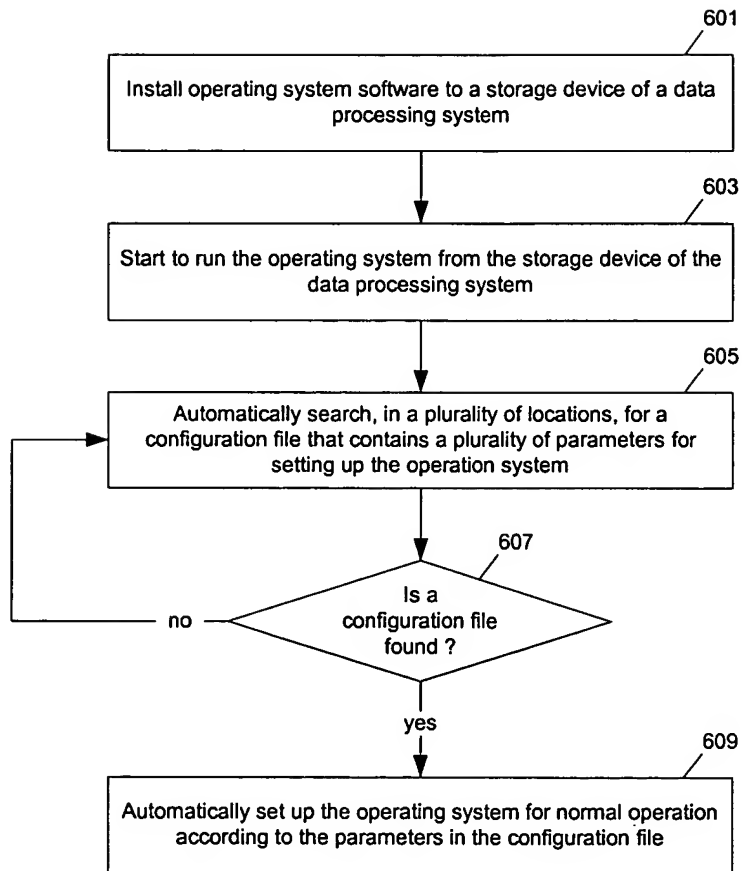 601
Install operating system software to a storage device of a data
processing system
603
Start to run the operating system from the storage device of the
data processing system
605
Automatically search, in a plurality of locations, for a
configuration file that contains a plurality of parameters for
setting up the operation system
607
Is a
configuration file
found ?
no
yes
609
Automatically set up the operating system for normal operation
according to the parameters in the configuration file